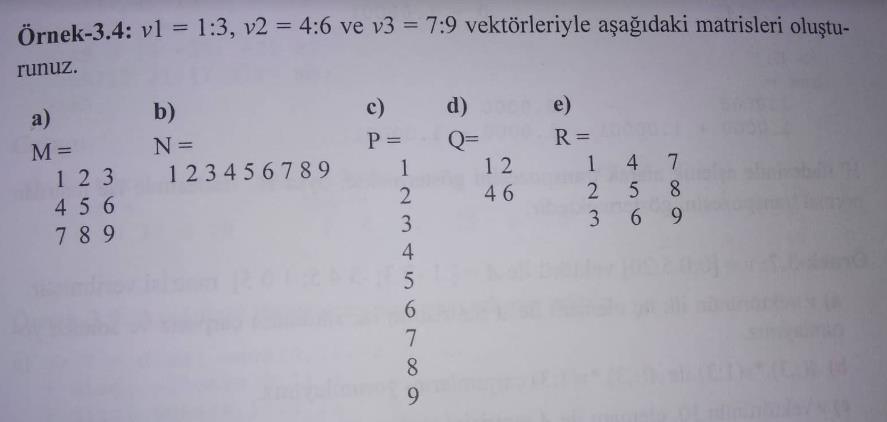 Örnek-3.4: v1 = 1:3, v2 = 4:6 ve v3 = 7:9 vektörleriyle aşağıdaki matrisleri oluştu-
runuz.
a) b) c) d) e)
M = N = P = Q= R =
1 2 3 1 2 3 4 5 6 7 8 9 1 1 2 1 4 7
4 5 6 2 4 6 2 5 8
7 8 9 3 3 6 9
4
5
6
7
8
9